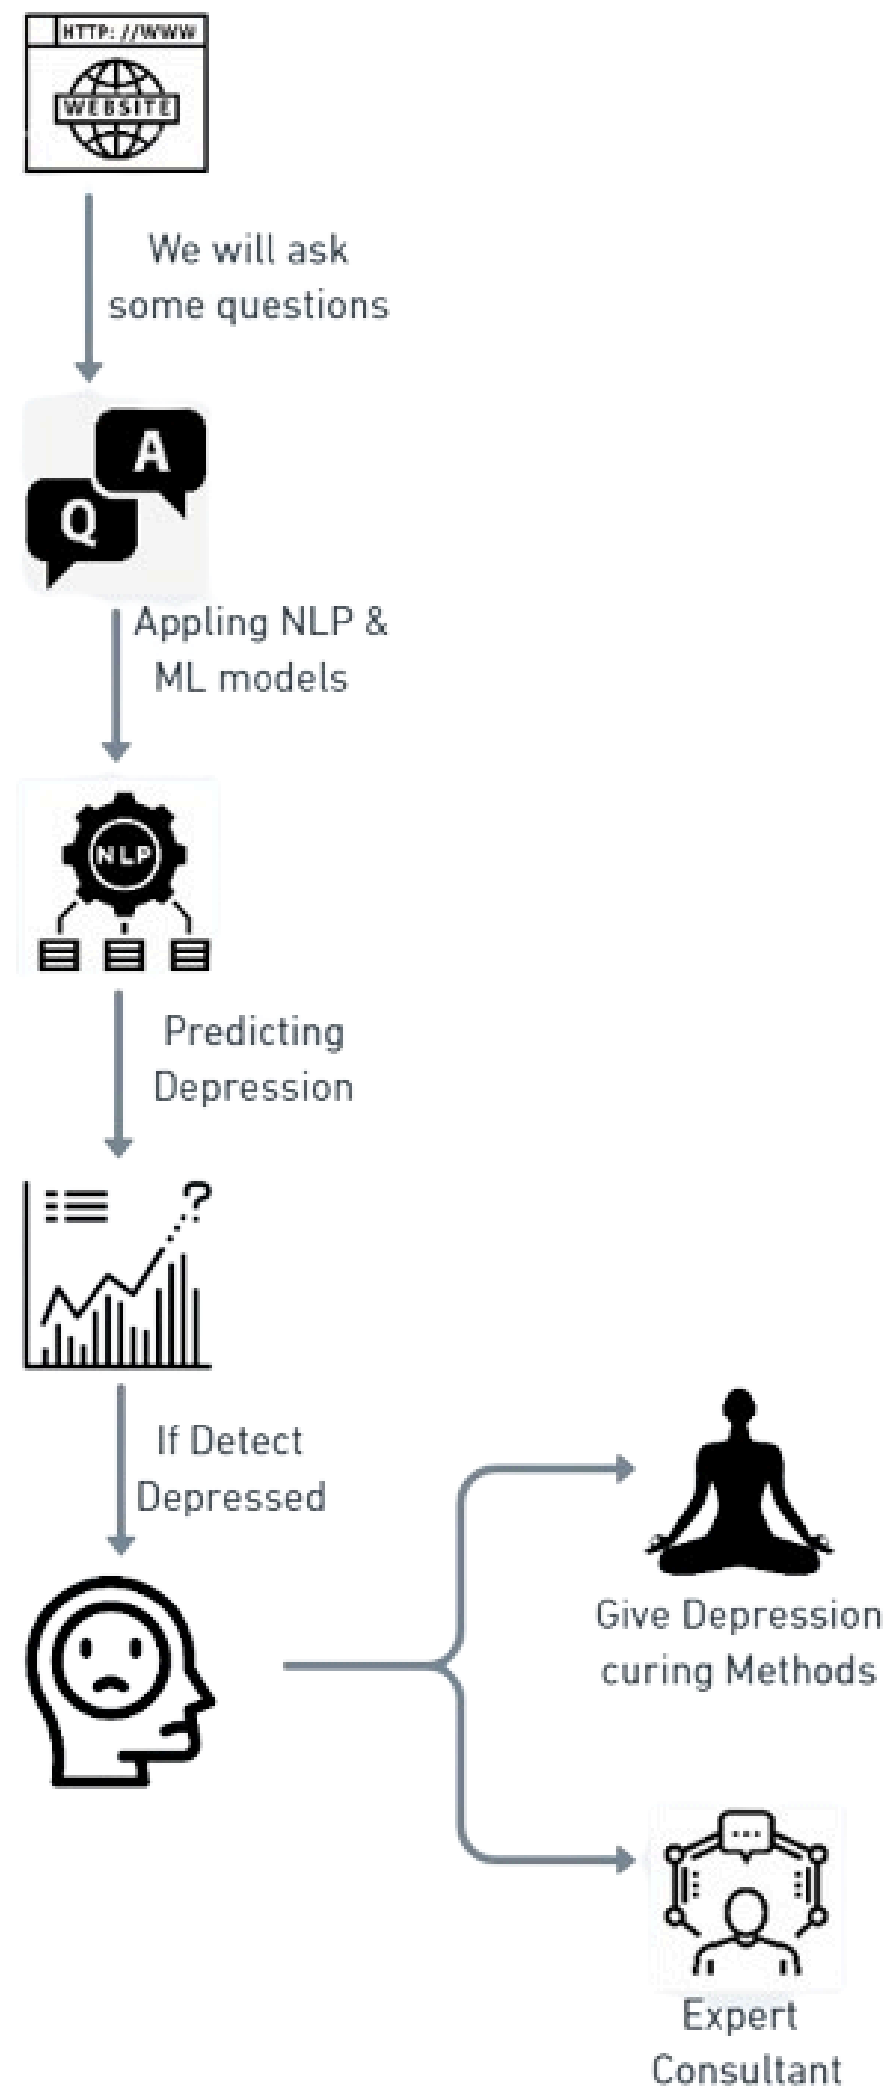 HTTP: //WWW
WEBSITE
We will ask
some questions
A
Q
Appling NLP &
ML models
NLP
Predicting
Depression
?
If Detect
Depressed
Give Depression
curing Methods
Expert
Consultant